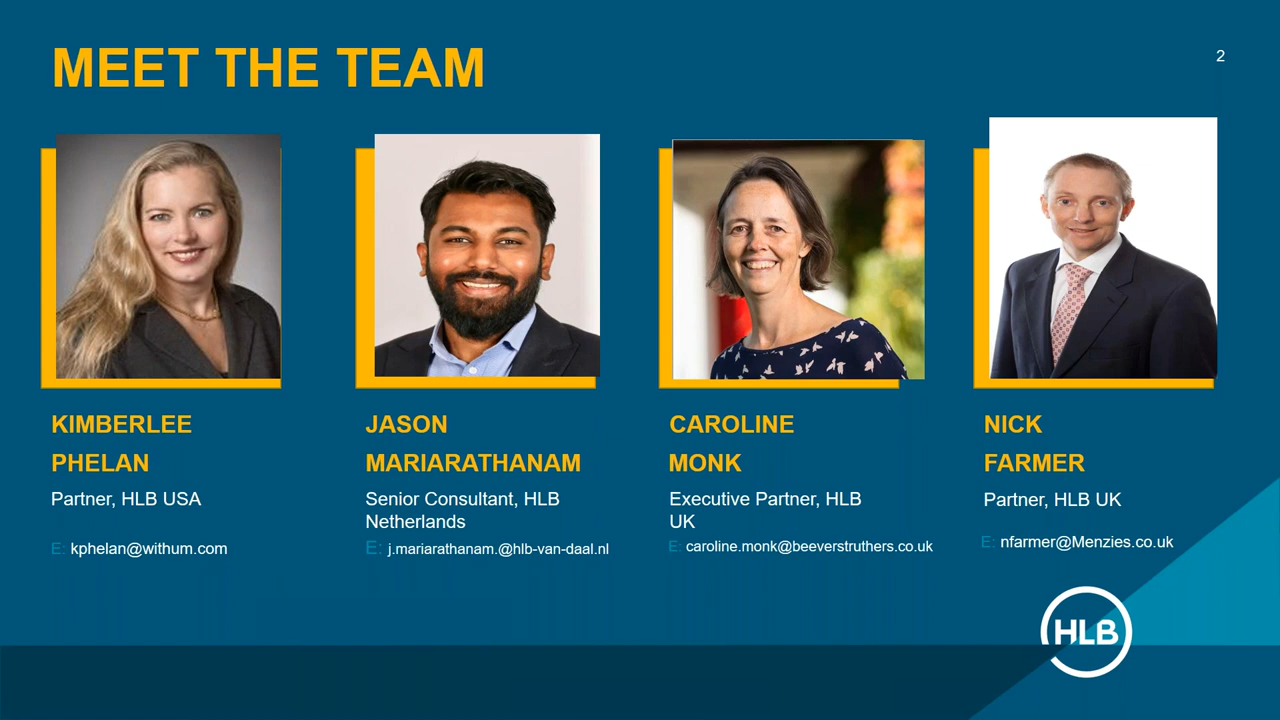 MEET THE TEAM
2
KIMBERLEE
PHELAN
Partner, HLB USA
E: kphelan@withum.com
JASON
MARIARATHANAM
Senior Consultant, HLB
Netherlands
E: j.mariarathanam.@hlb-van-daal.nl
CAROLINE
MONK
Executive Partner, HLB
UK
E: caroline.monk@beeverstruthers.co.uk
NICK
FARMER
Partner, HLB UK
E: nfarmer@Menzies.co.uk
HLB